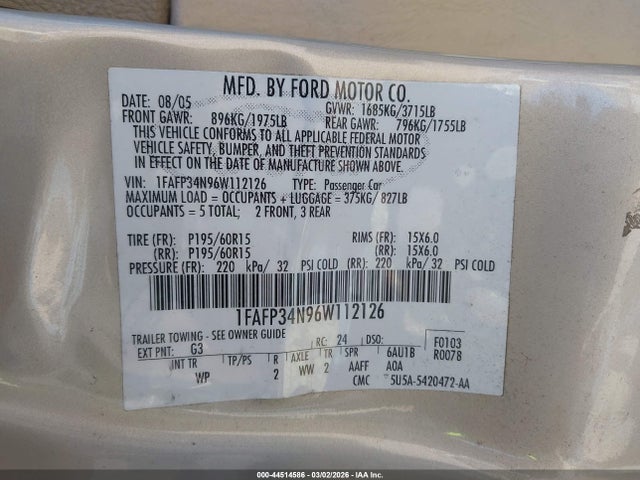 MFD. BY FORD MOTOR CO.
DATE: 08/05 GVWR: 1685KG/3715LB
FRONT GAWR: 896KG/1975LB REAR GAWR: 796KG/1755LB
THIS VEHICLE CONFORMS TO ALL APPLICABLE FEDERAL MOTOR
VEHICLE SAFETY, BUMPER, AND THEFT PREVENTION STANDARDS
IN EFFECT ON THE DATE OF MANUFACTURE SHOWN ABOVE.
VIN: 1FAFP34N96W112126 TYPE: Passenger Car
MAXIMUM LOAD = OCCUPANTS + LUGGAGE = 375KG/ 827LB
OCCUPANTS = 5 TOTAL; 2 FRONT, 3 REAR
TIRE (FR): P195/60R15 RIMS (FR): 15X6.0
(RR): P195/60R15 (RR): 15X6.0
PRESSURE (FR): 220 kPa/ 32 PSI COLD (RR): 220 kPa/ 32 PSI COLD
1FAFP34N96W112126
TRAILER TOWING - SEE OWNER GUIDE RC: 24 DSO: F0103
EXT PNT: G3 R0078
INT TR TP/PS R AXLE TR SPR 6AU1B
WP 2 WW 2 AAFF AOA
CMC 5U5A-5420472-AA
000-44514586 - 03/02/2026 - IAA Inc.